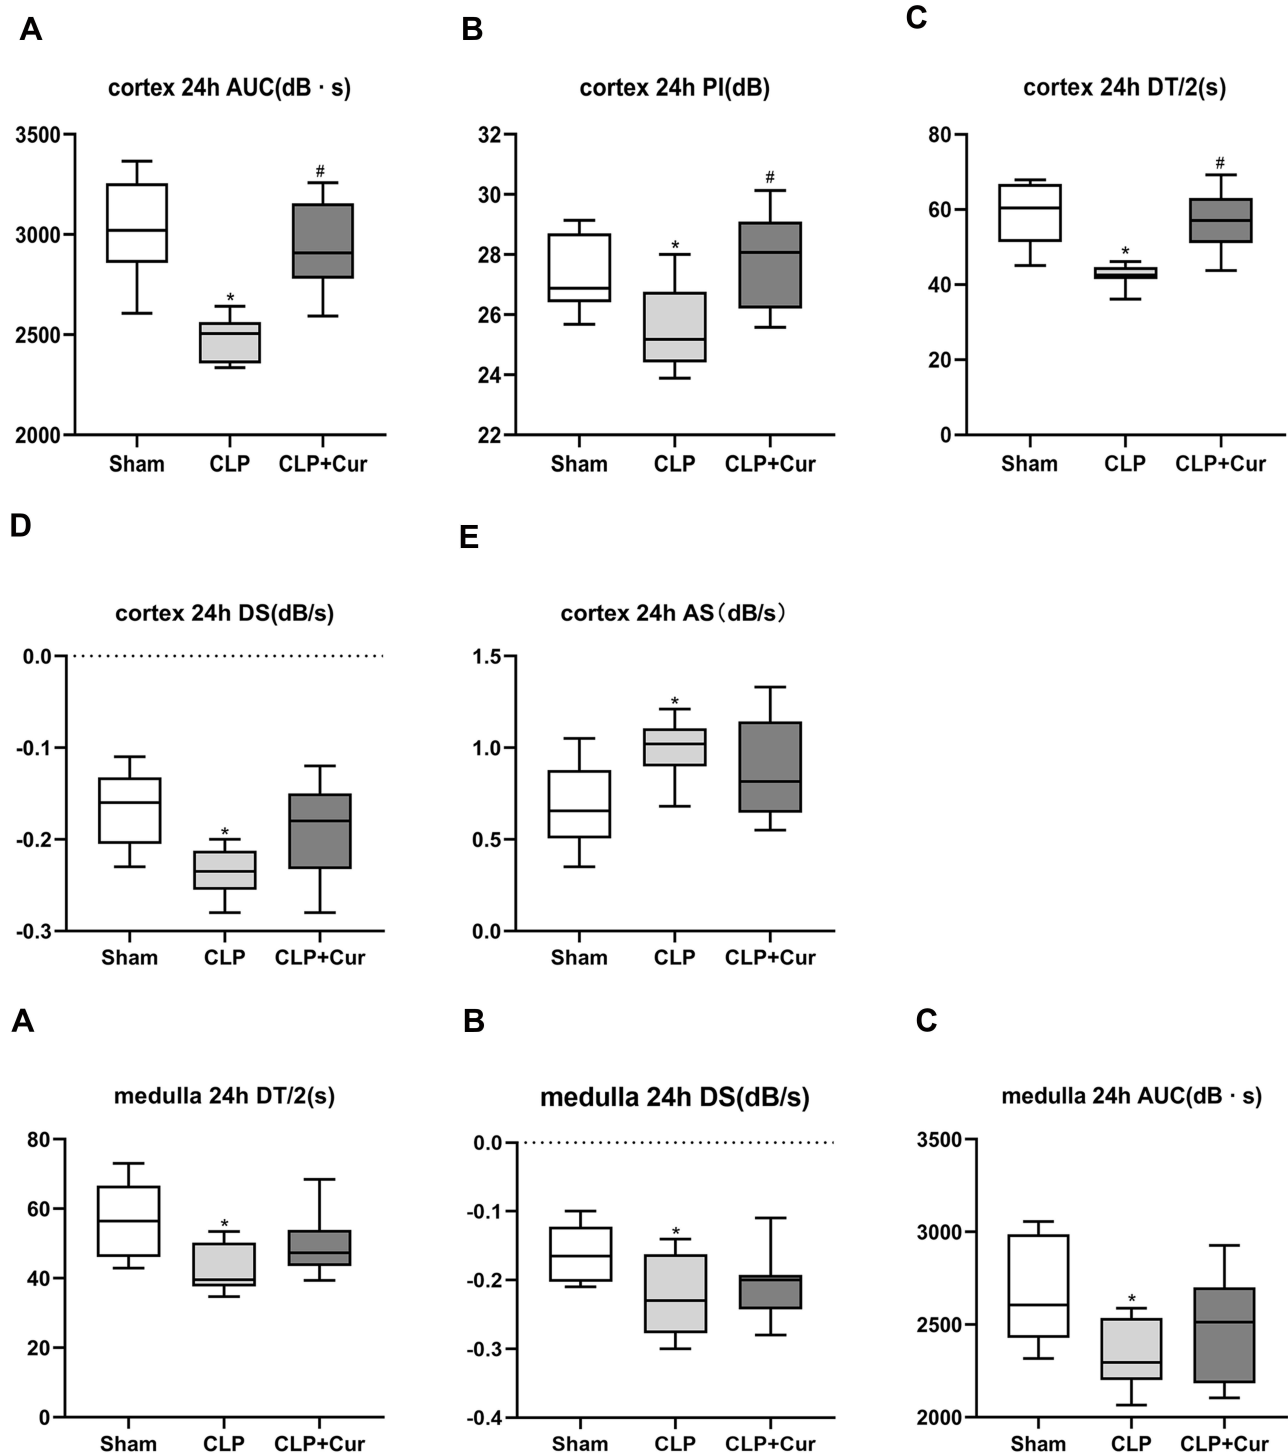 A
cortex 24h AUC(dB · s)
3500
3000
2500
2000
*
#
Sham CLP CLP+Cur
B
cortex 24h PI(dB)
32
30
28
26
24
22
*
#
Sham CLP CLP+Cur
C
cortex 24h DT/2(s)
80
60
40
20
0
*
#
Sham CLP CLP+Cur
D
cortex 24h DS(dB/s)
0.0
-0.1
-0.2
-0.3
*
Sham CLP CLP+Cur
E
cortex 24h AS（dB/s）
1.5
1.0
0.5
0.0
*
Sham CLP CLP+Cur
A
medulla 24h DT/2(s)
80
60
40
20
0
*
Sham CLP CLP+Cur
B
medulla 24h DS(dB/s)
0.0
-0.1
-0.2
-0.3
-0.4
*
Sham CLP CLP+Cur
C
medulla 24h AUC(dB · s)
3500
3000
2500
2000
*
Sham CLP CLP+Cur